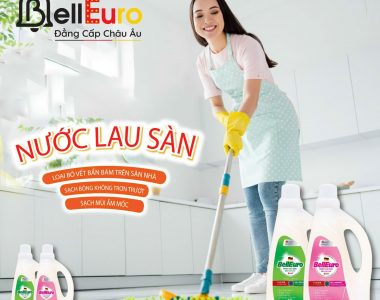 BellEuro
Đẳng Cấp Châu Âu
NƯỚC LAU SÀN
LOẠI BỎ VẾT BẨN BÁM TRÊN SÀN NHÀ
SẠCH BÓNG KHÔNG TRƠN TRƯỢT
SẠCH MÙI ẨM MỐC
BellEuro
BellEuro